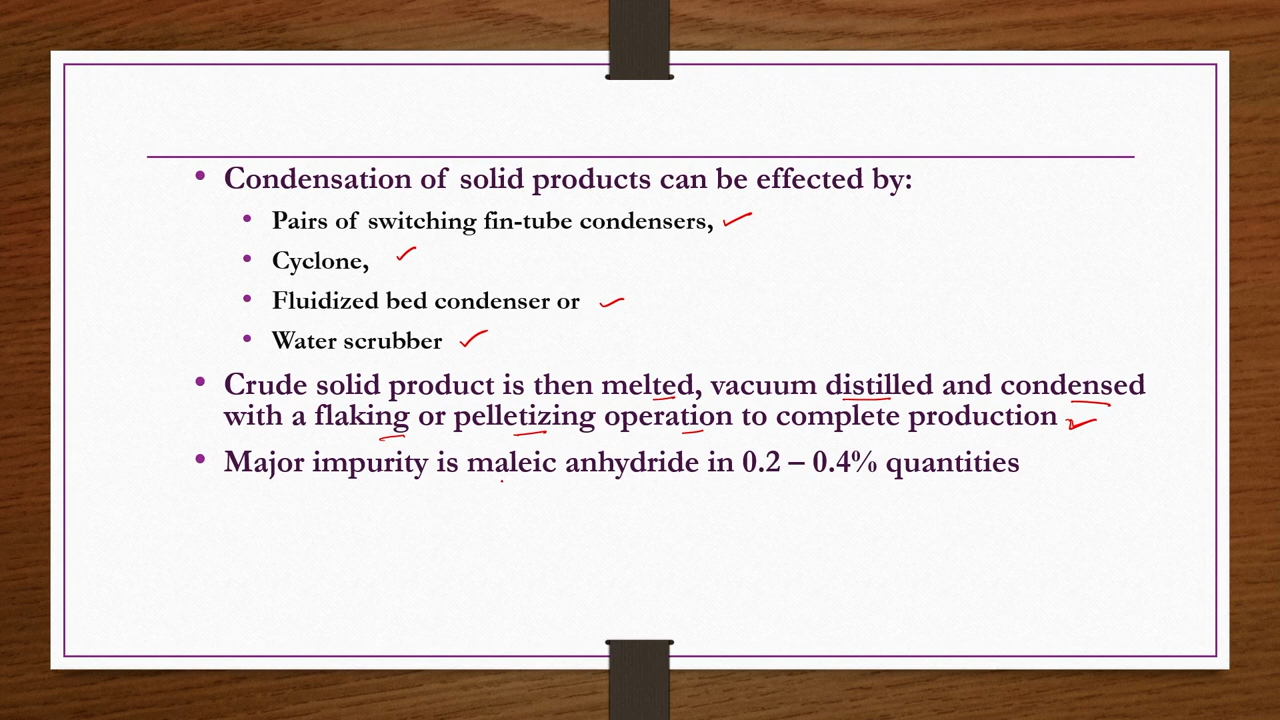 • Condensation of solid products can be effected by:
• Pairs of switching fin-tube condensers,
• Cyclone,
• Fluidized bed condenser or
• Water scrubber
• Crude solid product is then melted, vacuum distilled and condensed
with a flaking or pelletizing operation to complete production
• Major impurity is maleic anhydride in 0.2 – 0.4% quantities